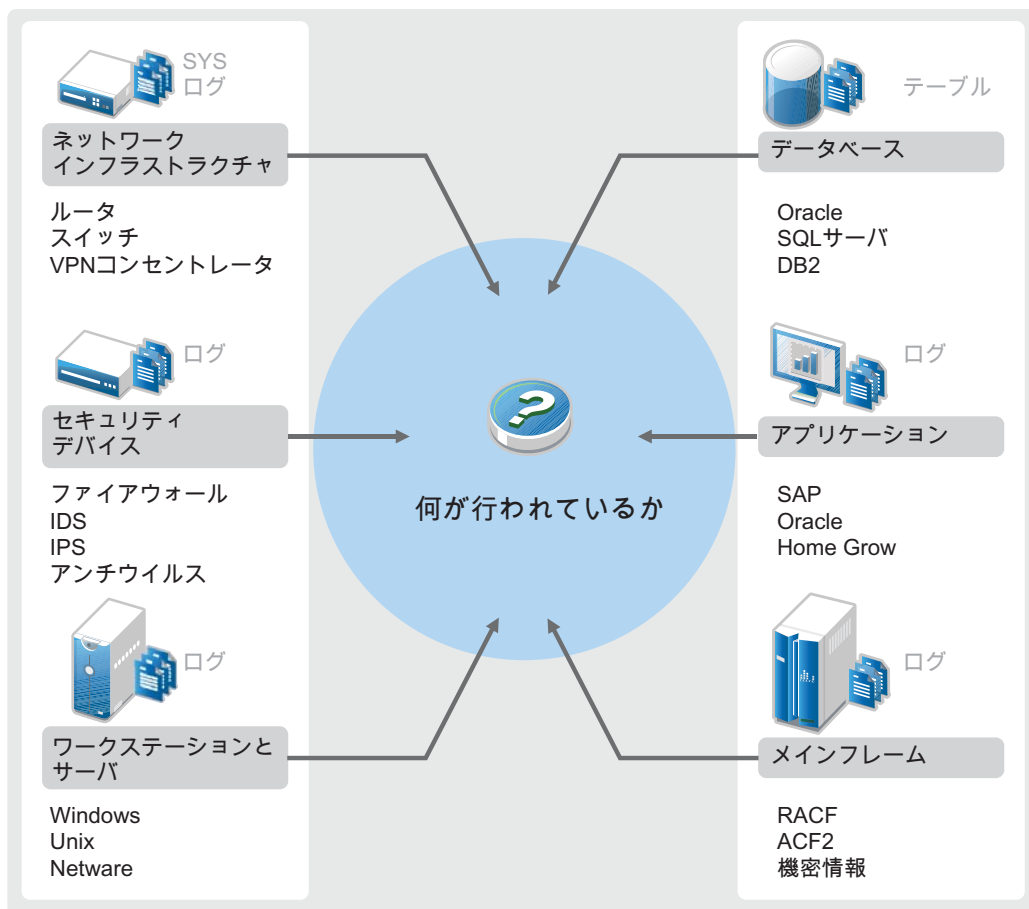 SYS
ログ
ネットワーク
インフラストラクチャ
ルータ
スイッチ
VPNコンセントレータ
ログ
セキュリティ
デバイス
ファイアウォール
IDS
IPS
アンチウイルス
ログ
ワークステーションと
サーバ
Windows
Unix
Netware
何が行われているか
テーブル
データベース
Oracle
SQLサーバ
DB2
ログ
アプリケーション
SAP
Oracle
Home Grow
ログ
メインフレーム
RACF
ACF2
機密情報